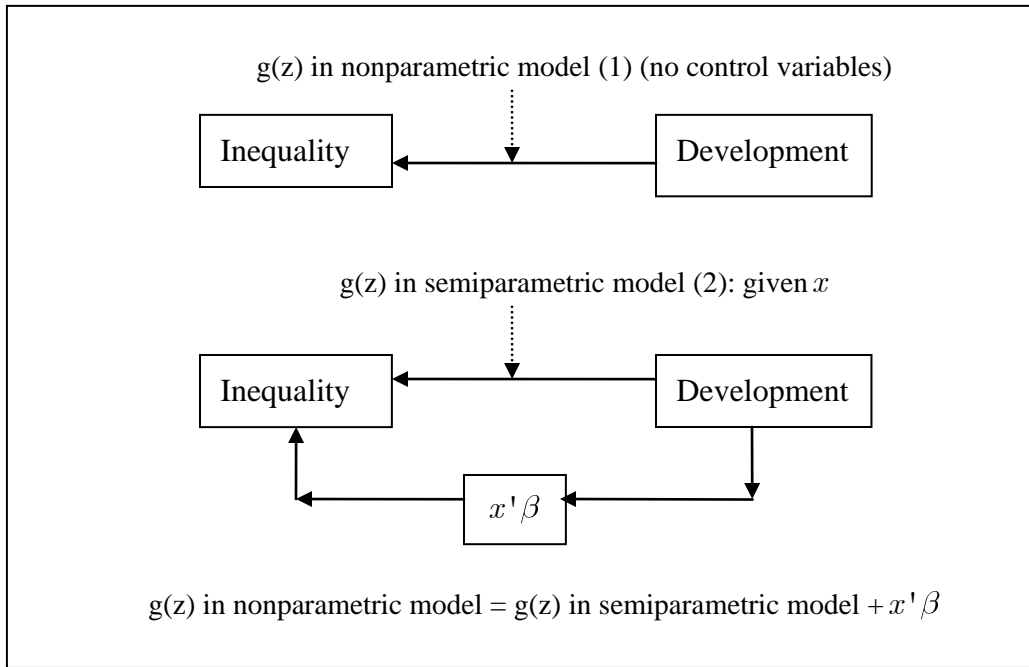 g(z) in nonparametric model (1) (no control variables)
Inequality
Development
g(z) in semiparametric model (2): given x
Inequality
Development
x'β
g(z) in nonparametric model = g(z) in semiparametric model + x'β